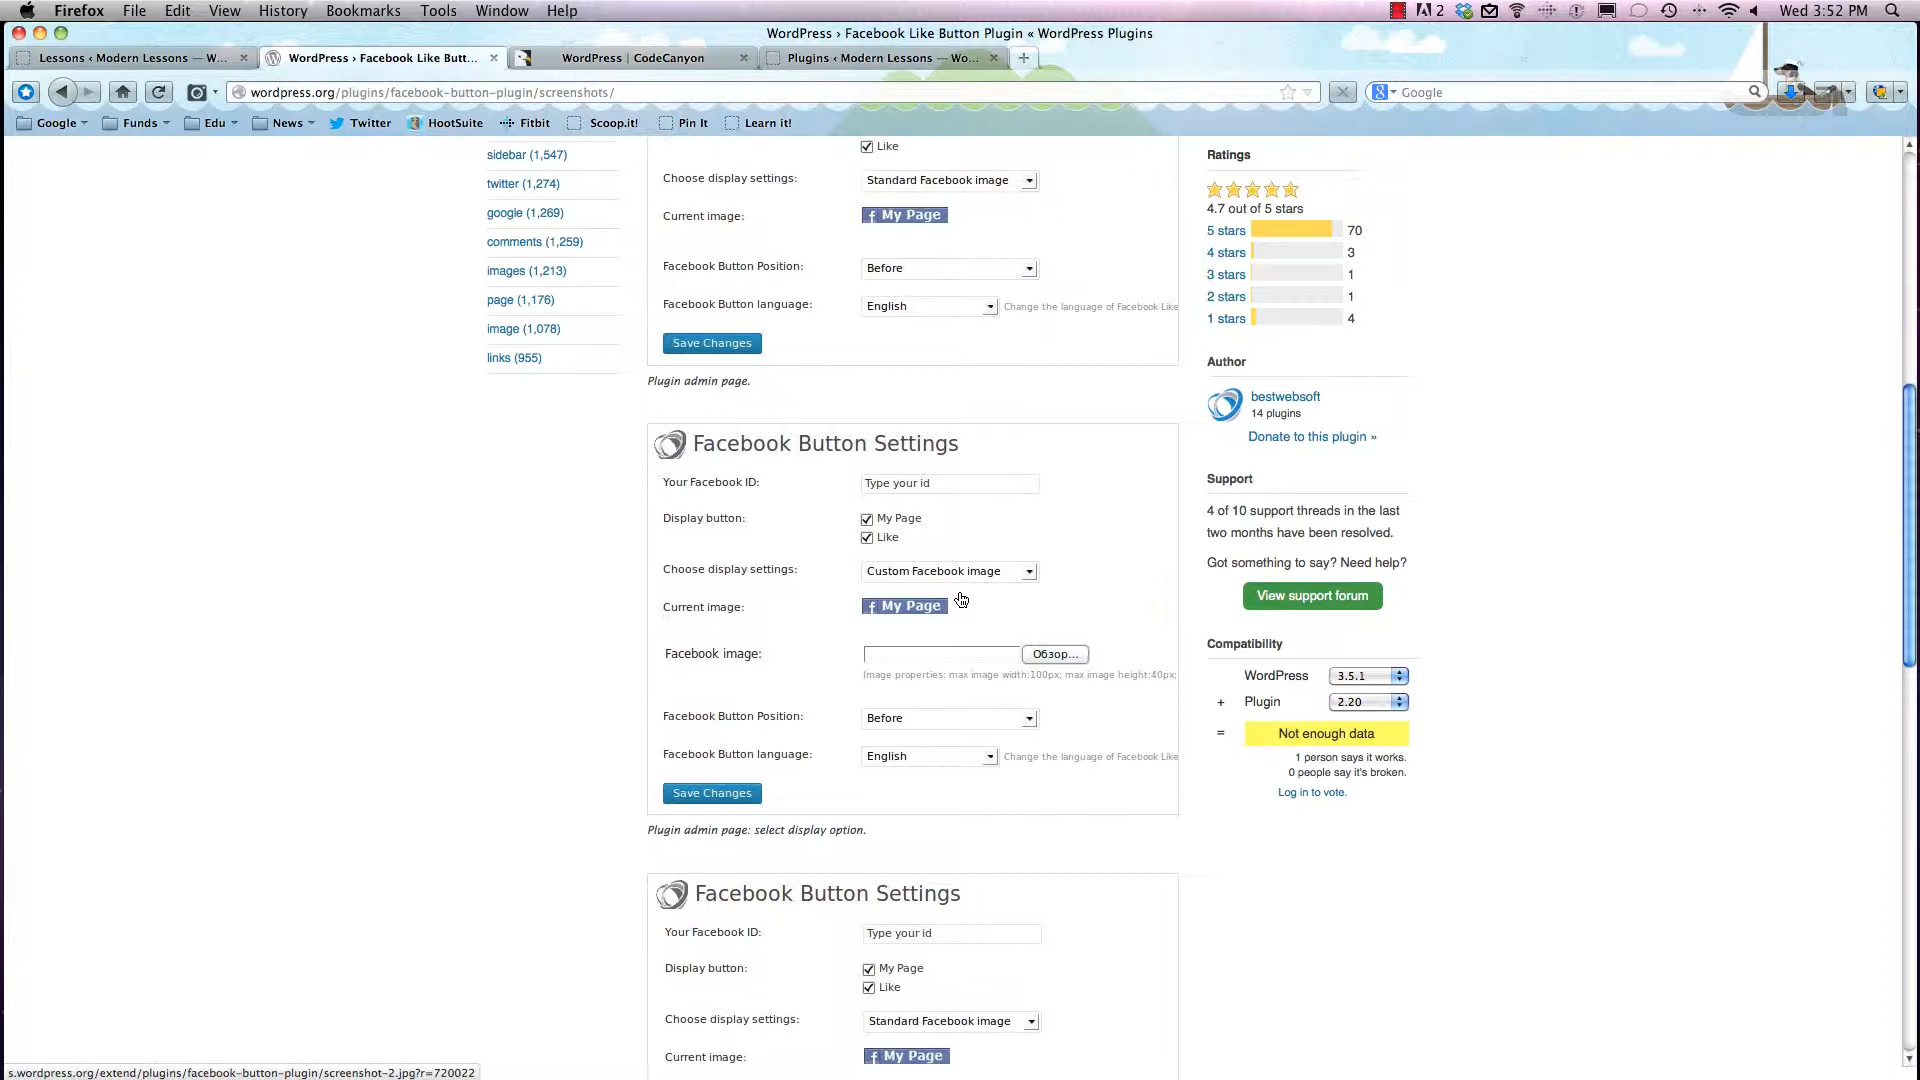 Firefox File Edit View History Bookmarks Tools Window Help
2 Wed 3:52 PM
WordPress › Facebook Like Button Plugin « WordPress Plugins
Lessons ‹ Modern Lessons — W... WordPress › Facebook Like Butt... WordPress | CodeCanyon Plugins ‹ Modern Lessons — Wo...
wordpress.org/plugins/facebook-button-plugin/screenshots/ Google
Google Funds Edu News Twitter HootSuite Fitbit Scoop.it! Pin It Learn it!
sidebar (1,547)
twitter (1,274)
google (1,269)
comments (1,259)
images (1,213)
page (1,176)
image (1,078)
links (955)
Like
Choose display settings: Standard Facebook image
Current image: f My Page
Facebook Button Position: Before
Facebook Button language: English Change the language of Facebook Like
Save Changes
Plugin admin page.
Facebook Button Settings
Your Facebook ID: Type your id
Display button: My Page
Like
Choose display settings: Custom Facebook image
Current image: f My Page
Facebook image: Обзор...
Image properties: max image width:100px; max image height:40px;
Facebook Button Position: Before
Facebook Button language: English Change the language of Facebook Like
Save Changes
Plugin admin page: select display option.
Facebook Button Settings
Your Facebook ID: Type your id
Display button: My Page
Like
Choose display settings: Standard Facebook image
Current image: f My Page
Ratings
4.7 out of 5 stars
5 stars 70
4 stars 3
3 stars 1
2 stars 1
1 stars 4
Author
bestwebsoft
14 plugins
Donate to this plugin »
Support
4 of 10 support threads in the last
two months have been resolved.
Got something to say? Need help?
View support forum
Compatibility
WordPress 3.5.1
+ Plugin 2.20
= Not enough data
1 person says it works.
0 people say it's broken.
Log in to vote.
s.wordpress.org/extend/plugins/facebook-button-plugin/screenshot-2.jpg?r=720022